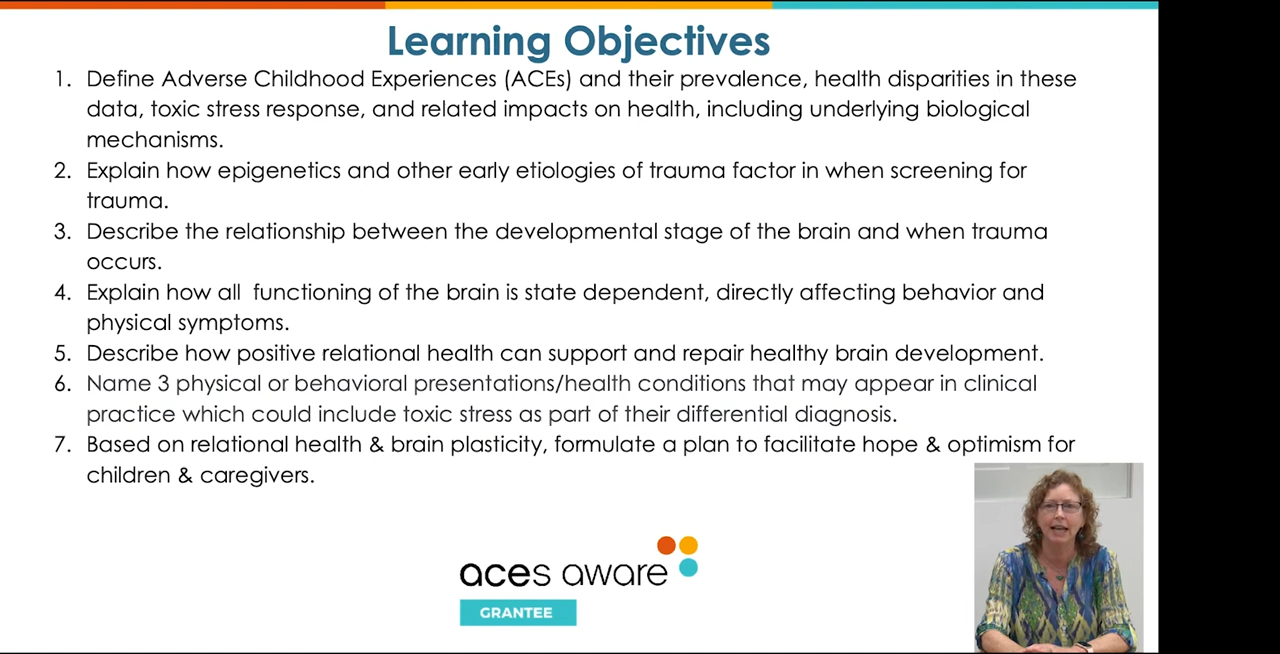 Learning Objectives
1. Define Adverse Childhood Experiences (ACEs) and their prevalence, health disparities in these
data, toxic stress response, and related impacts on health, including underlying biological
mechanisms.
2. Explain how epigenetics and other early etiologies of trauma factor in when screening for
trauma.
3. Describe the relationship between the developmental stage of the brain and when trauma
occurs.
4. Explain how all functioning of the brain is state dependent, directly affecting behavior and
physical symptoms.
5. Describe how positive relational health can support and repair healthy brain development.
6. Name 3 physical or behavioral presentations/health conditions that may appear in clinical
practice which could include toxic stress as part of their differential diagnosis.
7. Based on relational health & brain plasticity, formulate a plan to facilitate hope & optimism for
children & caregivers.
aces aware
GRANTEE